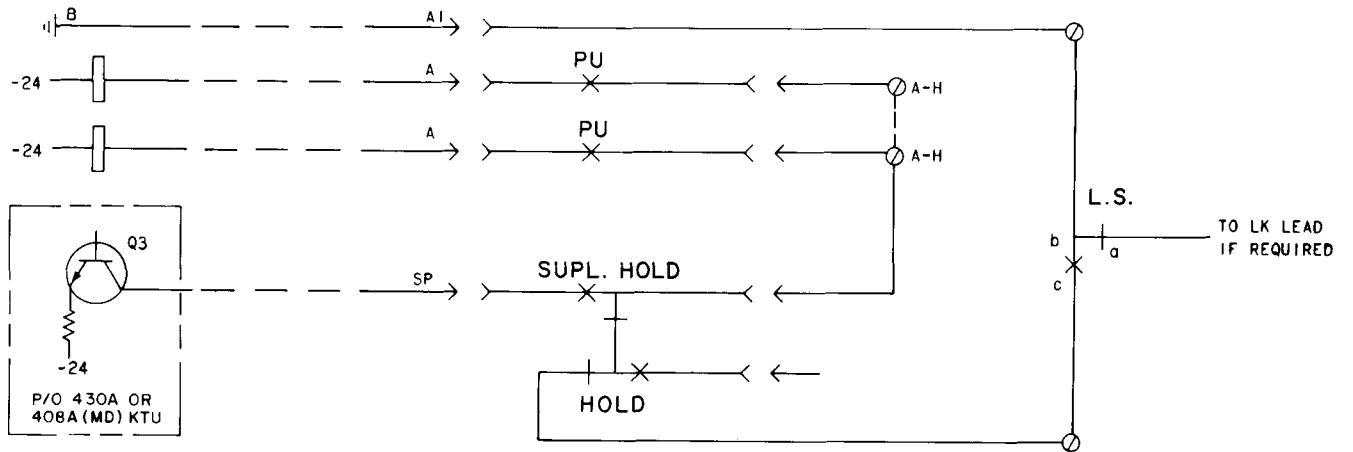 B A1
-24 A PU A-H
-24 A PU A-H
L.S.
b a TO LK LEAD
IF REQUIRED
c
Q3
SP SUPL. HOLD
-24
P/O 430A OR
408A (MD) KTU
HOLD